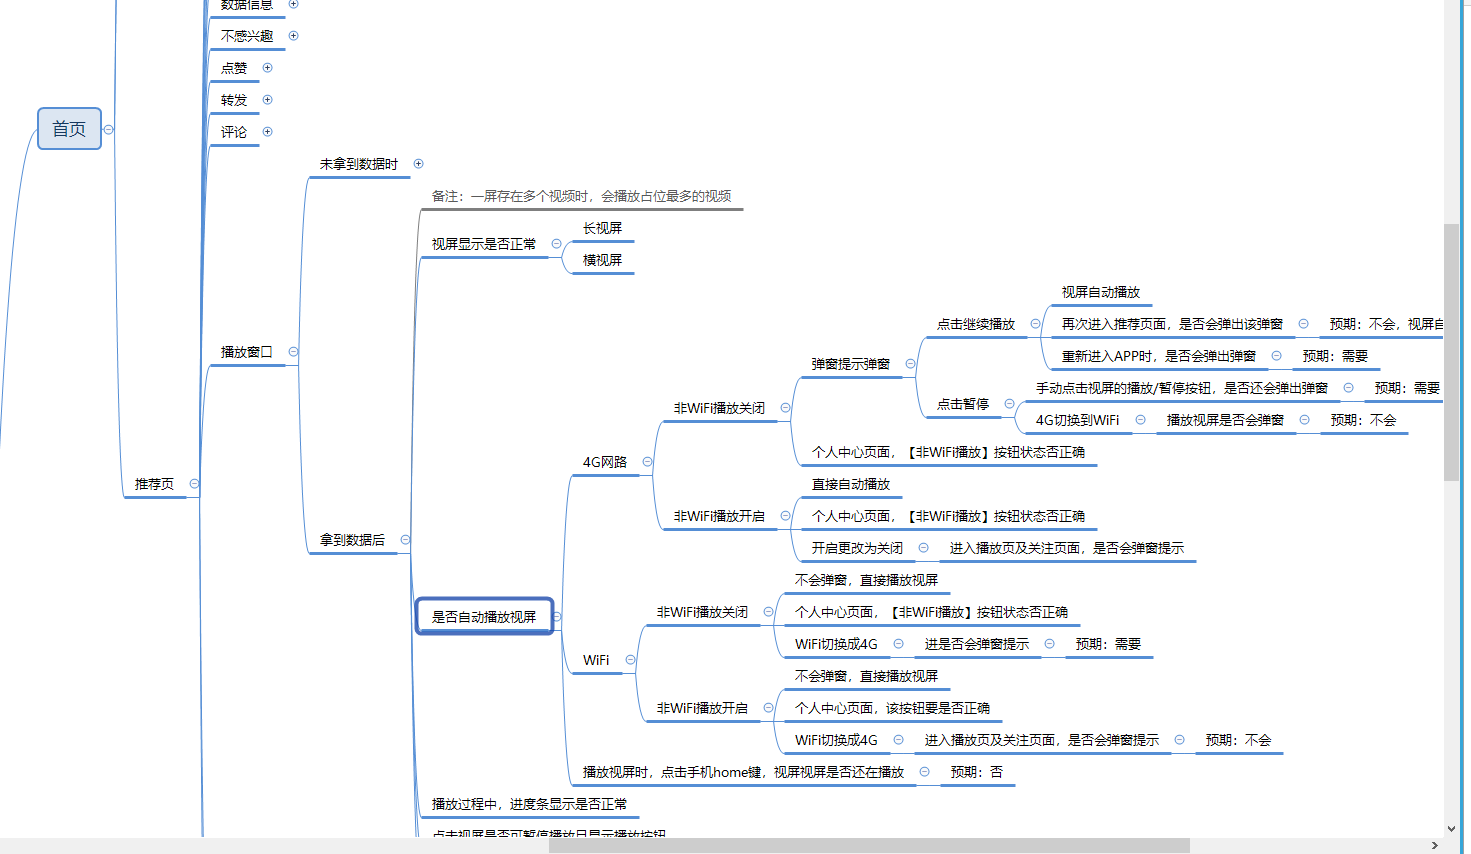 数据信息
不感兴趣
点赞
转发
首页
评论
未拿到数据时
备注：一屏存在多个视频时，会播放占位最多的视频
长视屏
视屏显示是否正常
横视屏
视屏自动播放
点击继续播放
再次进入推荐页面，是否会弹出该弹窗
预期：不会，视屏自
播放窗口
重新进入APP时，是否会弹出弹窗
预期：需要
弹窗提示弹窗
手动点击视屏的播放/暂停按钮，是否还会弹出弹窗
预期：需要
点击暂停
4G切换到WiFi
播放视屏是否会弹窗
预期：不会
非WiFi播放关闭
个人中心页面，【非WiFi播放】按钮状态否正确
4G网路
推荐页
直接自动播放
非WiFi播放开启
个人中心页面，【非WiFi播放】按钮状态否正确
拿到数据后
开启更改为关闭
进入播放页及关注页面，是否会弹窗提示
不会弹窗，直接播放视屏
是否自动播放视屏
非WiFi播放关闭
个人中心页面，【非WiFi播放】按钮状态否正确
WiFi切换成4G
进是否会弹窗提示
预期：需要
WiFi
不会弹窗，直接播放视屏
非WiFi播放开启
个人中心页面，该按钮要是否正确
WiFi切换成4G
进入播放页及关注页面，是否会弹窗提示
预期：不会
播放视屏时，点击手机home键，视屏视屏是否还在播放
预期：否
播放过程中，进度条显示是否正常
点击视屏是否可暂停播放且显示播放按钮